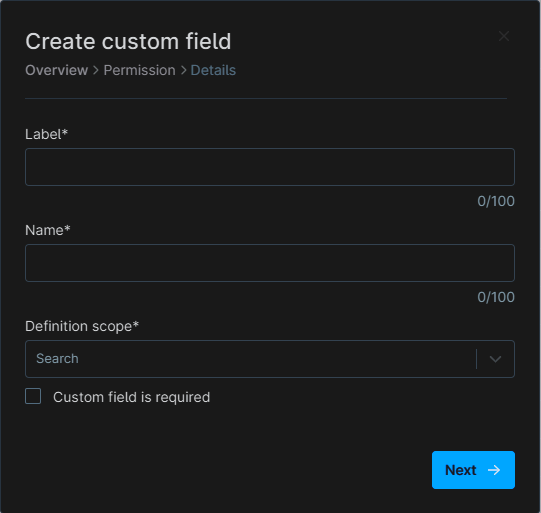 Create custom field
Overview > Permission > Details
Label*
0/100
Name*
0/100
Definition scope*
Search
Custom field is required
Next